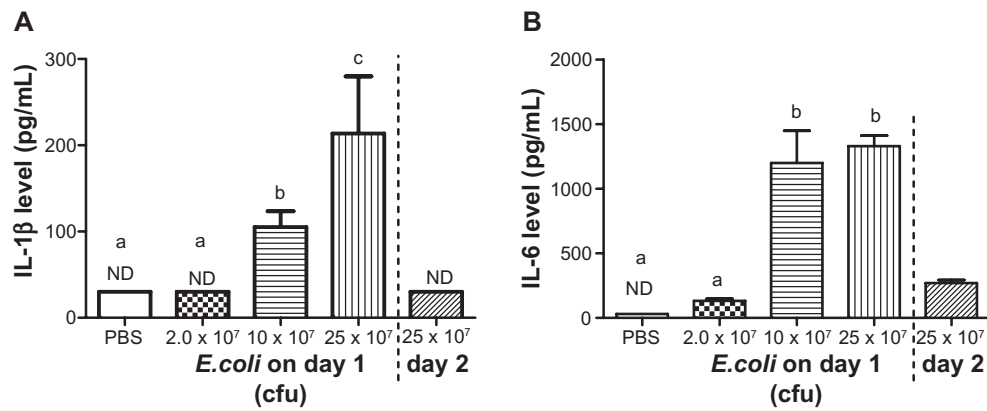 A
IL-1β level (pg/mL)
300
200
100
0
a
ND
a
ND
b
c
ND
PBS
2.0 x 10⁷
10 x 10⁷
25 x 10⁷
25 x 10⁷
E.coli on day 1
(cfu)
day 2
B
IL-6 level (pg/mL)
2000
1500
1000
500
0
a
ND
a
b
b
PBS
2.0 x 10⁷
10 x 10⁷
25 x 10⁷
25 x 10⁷
E.coli on day 1
(cfu)
day 2